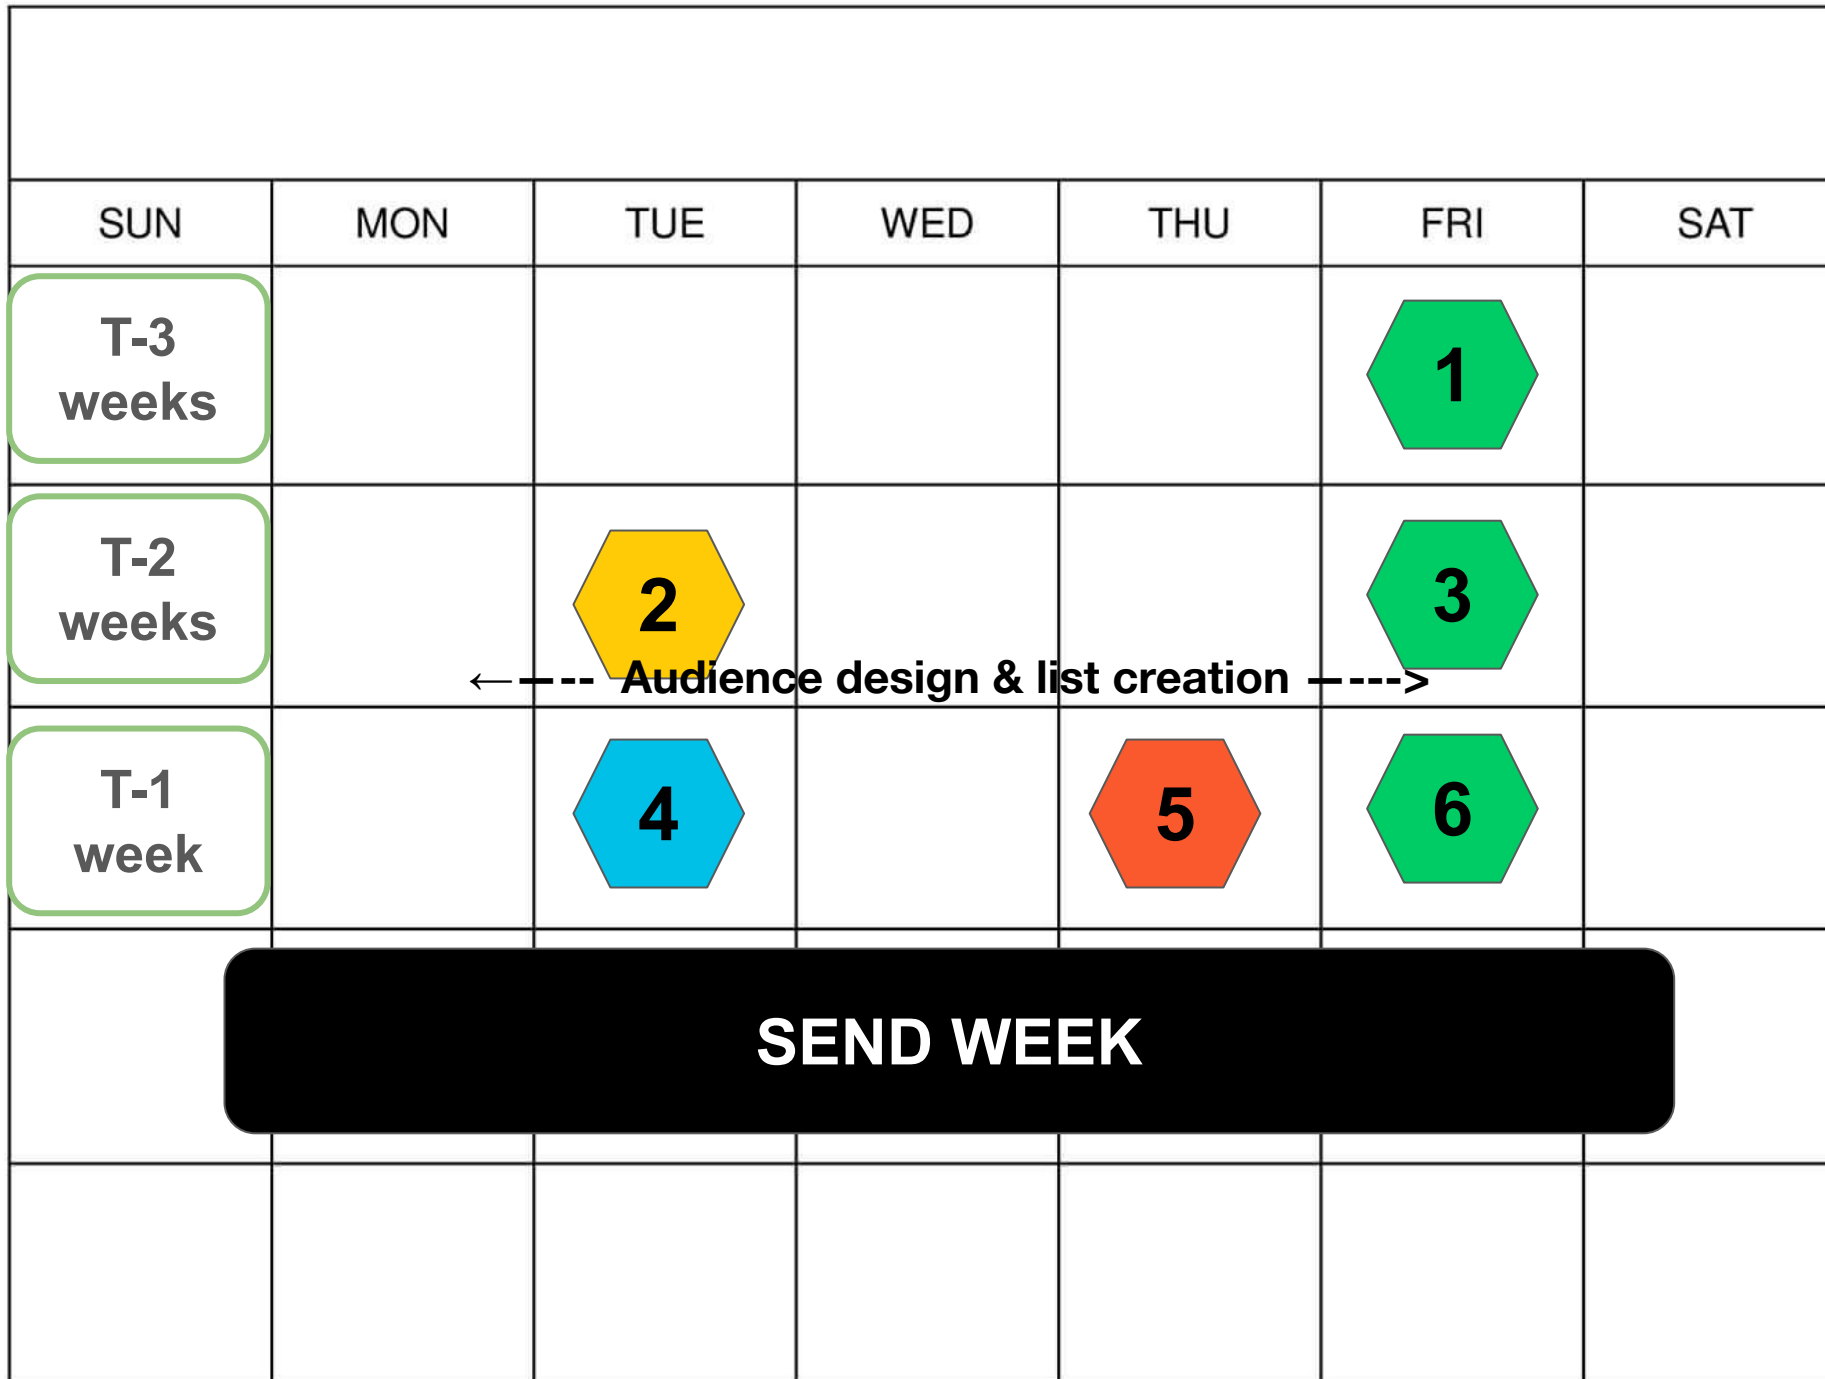 SUN MON TUE WED THU FRI SAT
T-3
weeks
1
T-2
weeks
2
3
←—--- Audience design & list creation —---->
T-1
week
4
5
6
SEND WEEK